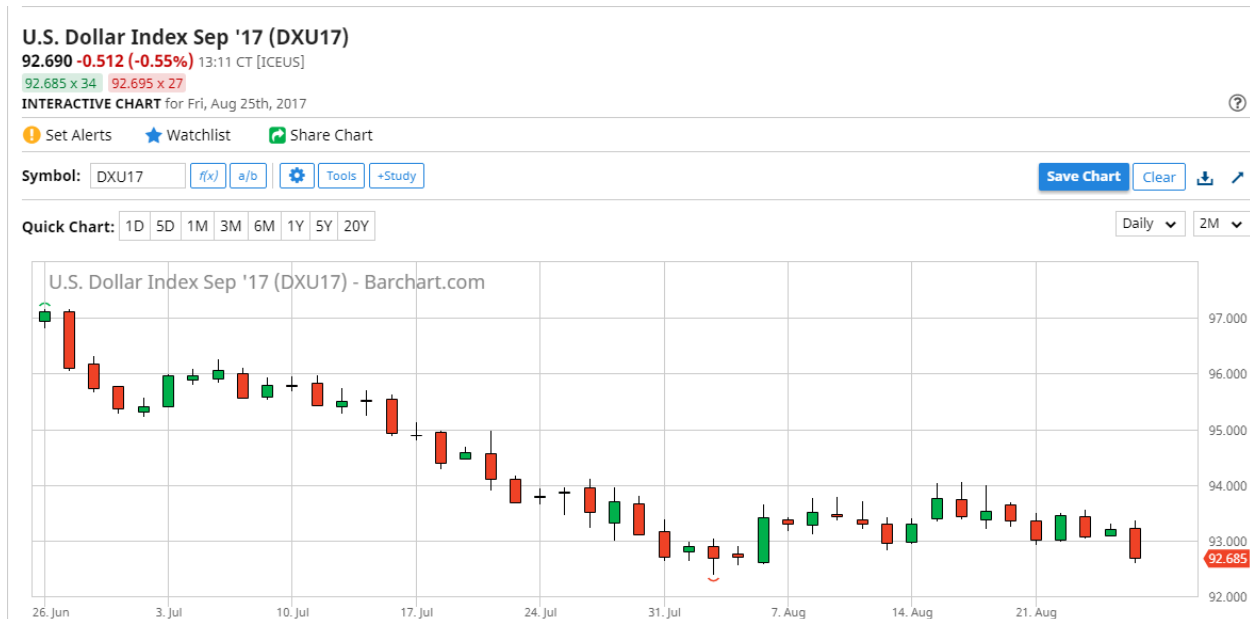 U.S. Dollar Index Sep '17 (DXU17)
92.690 -0.512 (-0.55%) 13:11 CT [ICEUS]
92.685 x 34 92.695 x 27
INTERACTIVE CHART for Fri, Aug 25th, 2017
Set Alerts Watchlist Share Chart
Symbol: DXU17 f(x) a/b Tools +Study Save Chart Clear
Quick Chart: 1D 5D 1M 3M 6M 1Y 5Y 20Y Daily 2M
U.S. Dollar Index Sep '17 (DXU17) - Barchart.com
97.000
96.000
95.000
94.000
93.000
92.685
92.000
26. Jun 3. Jul 10. Jul 17. Jul 24. Jul 31. Jul 7. Aug 14. Aug 21. Aug